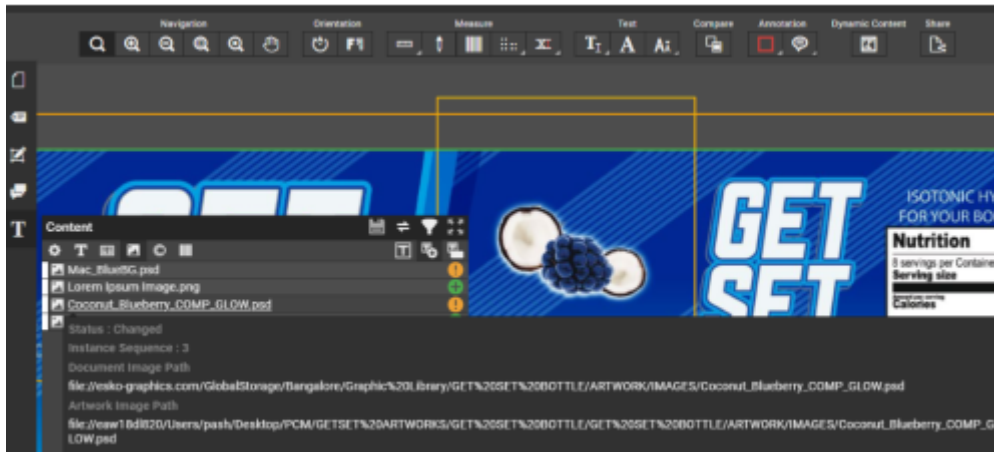 Navigation Orientation Measure Text Compare Annotation Dynamic Content Share
GET
SET
ISOTONIC HY
FOR YOUR BO
Nutrition
8 servings per Containe
Serving size
Calories
T
Content
Mac_BlueBG.psd
Lorem Ipsum Image.png
Coconut_Blueberry_COMP_GLOW.psd
Status : Changed
Instance Sequence : 3
Document Image Path
file://esko-graphics.com/GlobalStorage/Bangalore/Graphic%20Library/GET%20SET%20BOTTLE/ARTWORK/IMAGES/Coconut_Blueberry_COMP_GLOW.psd
Artwork Image Path
file://eaw18dl820/Users/pash/Desktop/PCM/GETSET%20ARTWORKS/GET%20SET%20BOTTLE/GET%20SET%20BOTTLE/ARTWORK/IMAGES/Coconut_Blueberry_COMP_G
LOW.psd